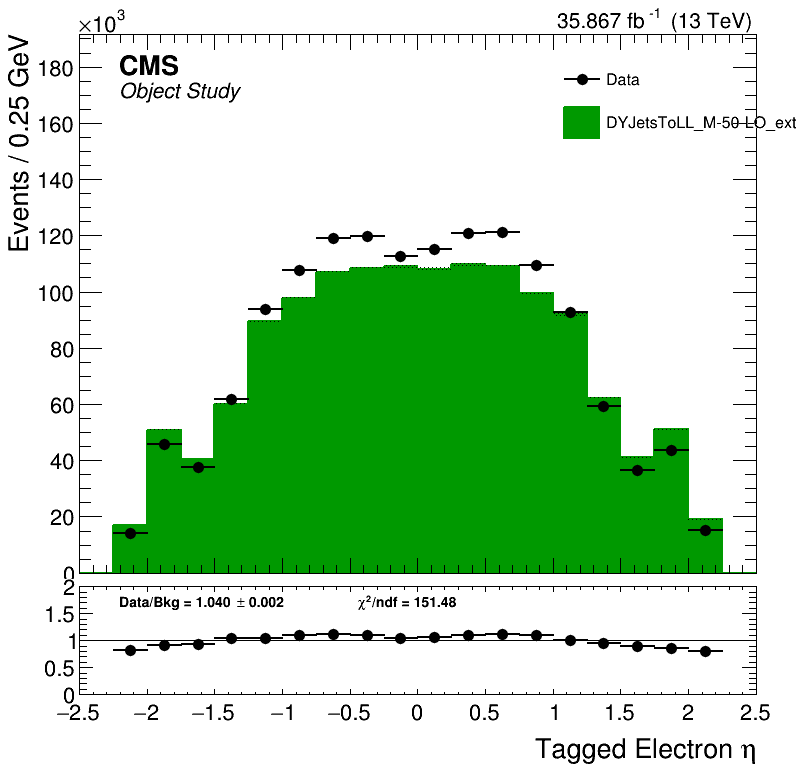 ×10³
35.867 fb⁻¹ (13 TeV)
Events / 0.25 GeV
CMS
Object Study
Data
DYJetsToLL_M-50-LO_ext
180
160
140
120
100
80
60
40
20
0
2
1.5
1
0.5
0
Data/Bkg = 1.040 ± 0.002
χ²/ndf = 151.48
−2.5 −2 −1.5 −1 −0.5 0 0.5 1 1.5 2 2.5
Tagged Electron η